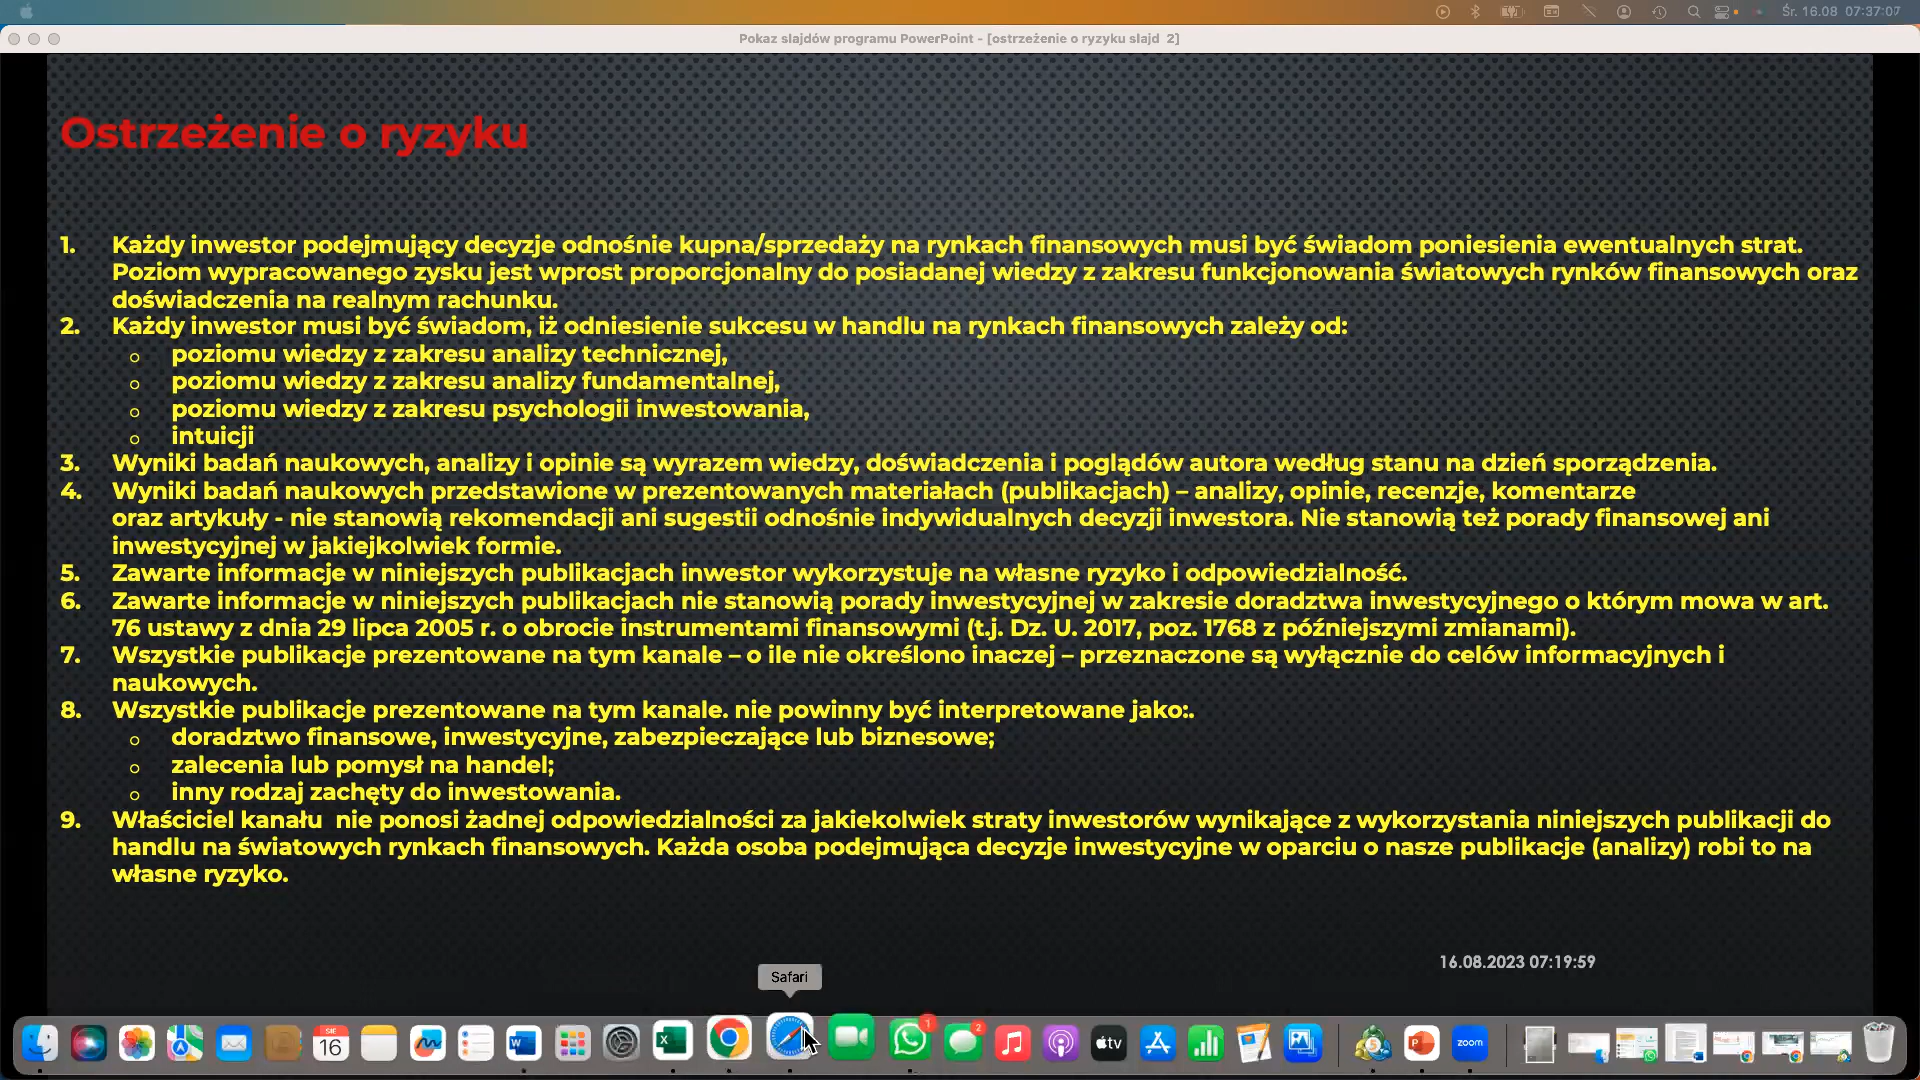 Śr. 16.08 07:37:07
Pokaz slajdów programu PowerPoint - [ostrzeżenie o ryzyku slajd 2]
Ostrzeżenie o ryzyku
1. Każdy inwestor podejmujący decyzje odnośnie kupna/sprzedaży na rynkach finansowych musi być świadom poniesienia ewentualnych strat.
Poziom wypracowanego zysku jest wprost proporcjonalny do posiadanej wiedzy z zakresu funkcjonowania światowych rynków finansowych oraz
doświadczenia na realnym rachunku.
2. Każdy inwestor musi być świadom, iż odniesienie sukcesu w handlu na rynkach finansowych zależy od:
o poziomu wiedzy z zakresu analizy technicznej,
o poziomu wiedzy z zakresu analizy fundamentalnej,
o poziomu wiedzy z zakresu psychologii inwestowania,
o intuicji
3. Wyniki badań naukowych, analizy i opinie są wyrazem wiedzy, doświadczenia i poglądów autora według stanu na dzień sporządzenia.
4. Wyniki badań naukowych przedstawione w prezentowanych materiałach (publikacjach) – analizy, opinie, recenzje, komentarze
oraz artykuły - nie stanowią rekomendacji ani sugestii odnośnie indywidualnych decyzji inwestora. Nie stanowią też porady finansowej ani
inwestycyjnej w jakiejkolwiek formie.
5. Zawarte informacje w niniejszych publikacjach inwestor wykorzystuje na własne ryzyko i odpowiedzialność.
6. Zawarte informacje w niniejszych publikacjach nie stanowią porady inwestycyjnej w zakresie doradztwa inwestycyjnego o którym mowa w art.
76 ustawy z dnia 29 lipca 2005 r. o obrocie instrumentami finansowymi (t.j. Dz. U. 2017, poz. 1768 z późniejszymi zmianami).
7. Wszystkie publikacje prezentowane na tym kanale – o ile nie określono inaczej – przeznaczone są wyłącznie do celów informacyjnych i
naukowych.
8. Wszystkie publikacje prezentowane na tym kanale. nie powinny być interpretowane jako:.
o doradztwo finansowe, inwestycyjne, zabezpieczające lub biznesowe;
o zalecenia lub pomysł na handel;
o inny rodzaj zachęty do inwestowania.
9. Właściciel kanału nie ponosi żadnej odpowiedzialności za jakiekolwiek straty inwestorów wynikające z wykorzystania niniejszych publikacji do
handlu na światowych rynkach finansowych. Każda osoba podejmująca decyzje inwestycyjne w oparciu o nasze publikacje (analizy) robi to na
własne ryzyko.
16.08.2023 07:19:59
Safari
SIE
16
W
X
1
2
tv
P
zoom